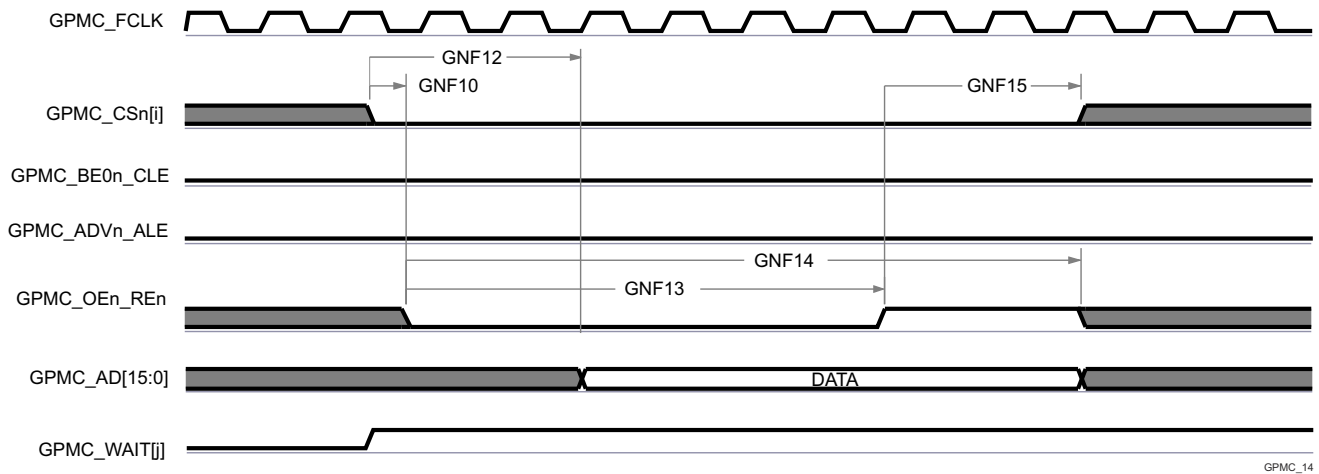 GPMC_FCLK
GNF12
GNF10
GNF15
GPMC_CSn[i]
GPMC_BE0n_CLE
GPMC_ADVn_ALE
GNF14
GNF13
GPMC_OEn_REn
GPMC_AD[15:0]
DATA
GPMC_WAIT[j]
GPMC_14